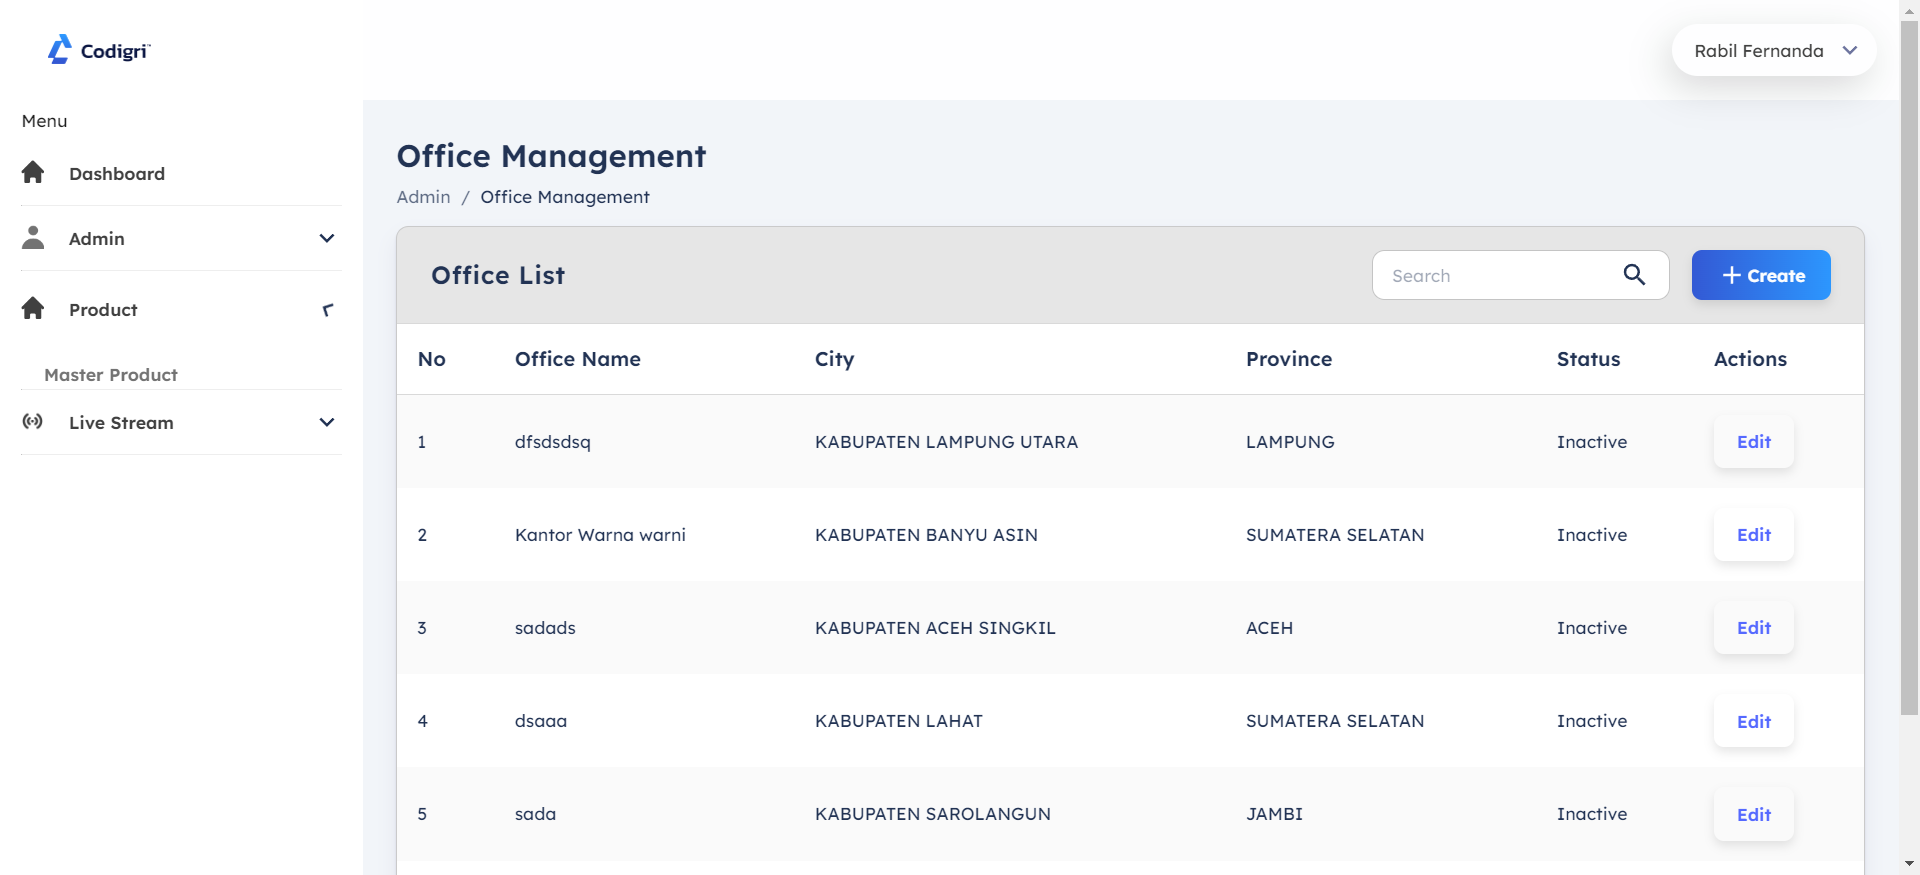 Codigri™
Rabil Fernanda
Menu
Dashboard
Admin
Product
Master Product
Live Stream
Office Management
Admin / Office Management
Office List
Search
+ Create
No Office Name City Province Status Actions
1 dfsdsdsq KABUPATEN LAMPUNG UTARA LAMPUNG Inactive Edit
2 Kantor Warna warni KABUPATEN BANYU ASIN SUMATERA SELATAN Inactive Edit
3 sadads KABUPATEN ACEH SINGKIL ACEH Inactive Edit
4 dsaaa KABUPATEN LAHAT SUMATERA SELATAN Inactive Edit
5 sada KABUPATEN SAROLANGUN JAMBI Inactive Edit